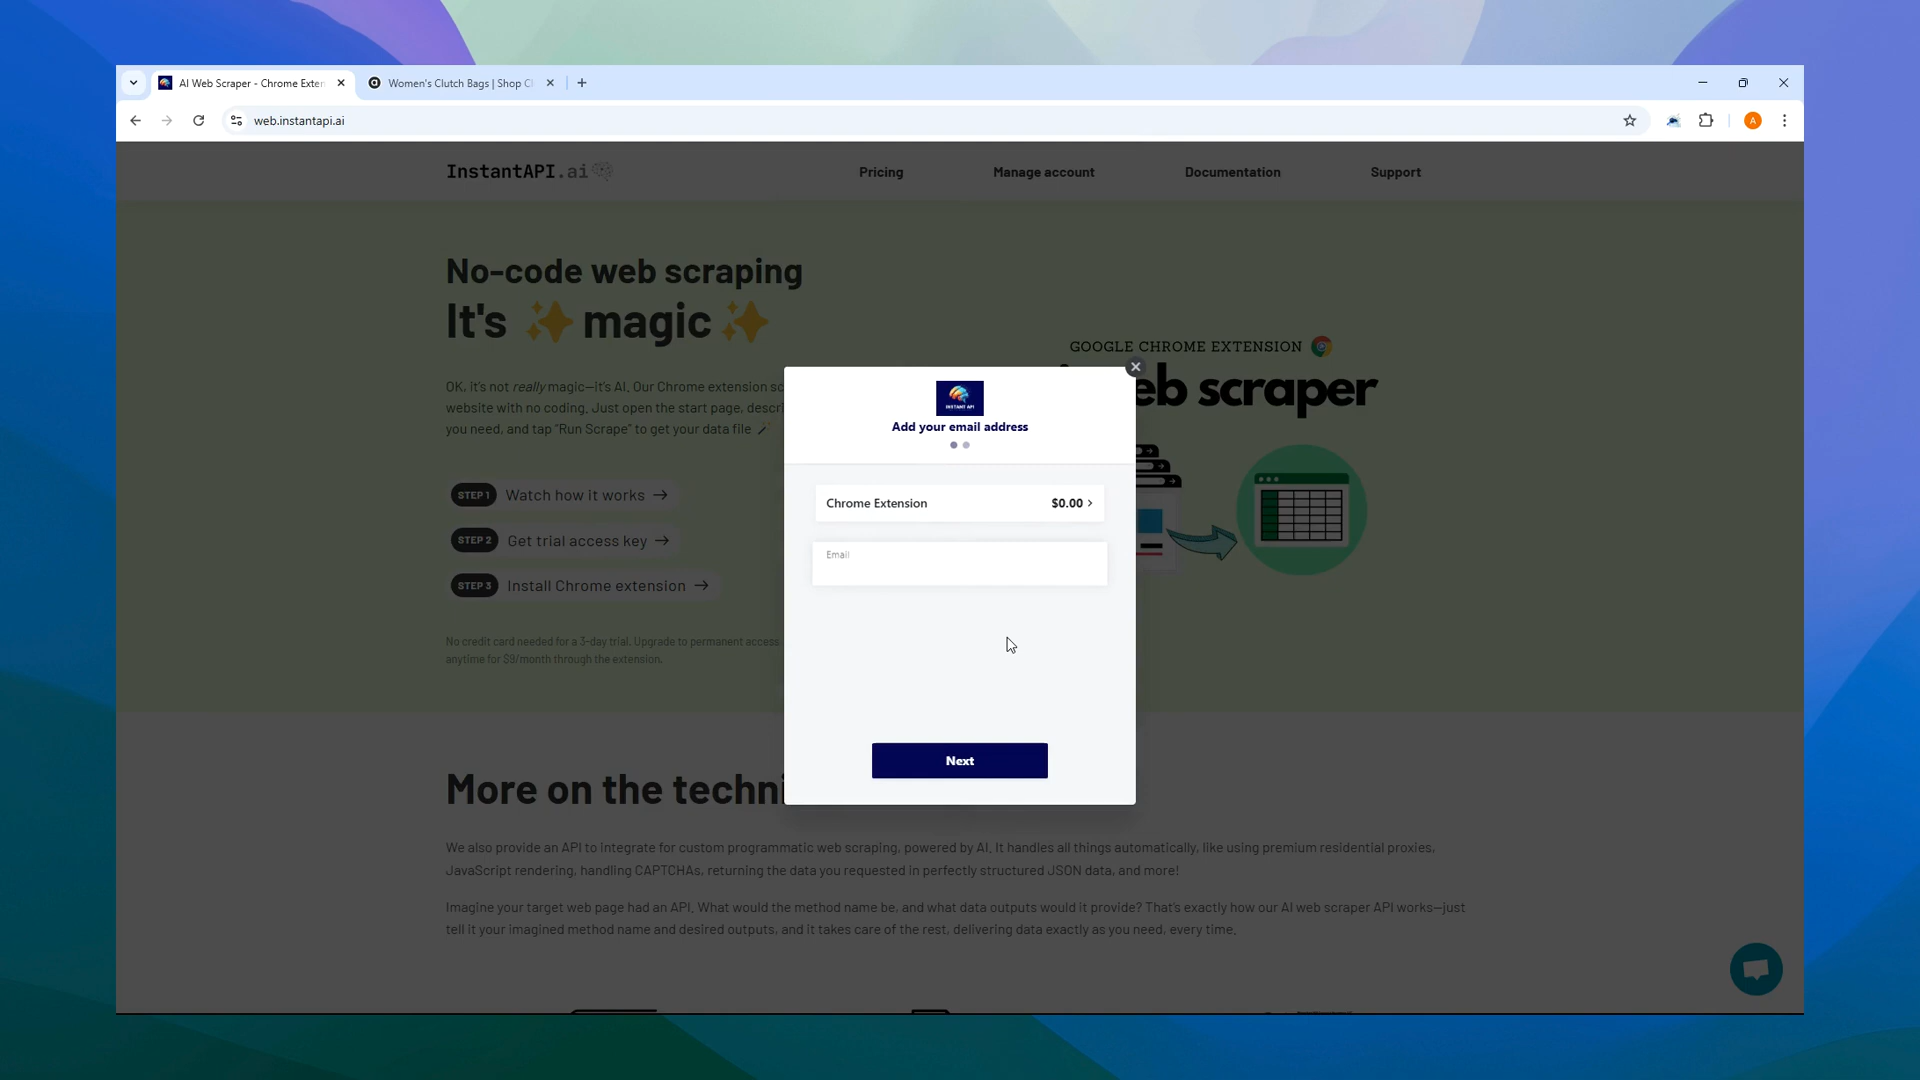 AI Web Scraper - Chrome Exten
Women's Clutch Bags | Shop Cl
web.instantapi.ai
A
InstantAPI.ai
Pricing
Manage account
Documentation
Support
No-code web scraping
It's ✨ magic ✨
OK, it's not really magic—it's AI. Our Chrome extension sc
website with no coding. Just open the start page, descri
you need, and tap "Run Scrape" to get your data file
STEP 1 Watch how it works →
STEP 2 Get trial access key →
STEP 3 Install Chrome extension →
No credit card needed for a 3-day trial. Upgrade to permanent access
anytime for $9/month through the extension.
GOOGLE CHROME EXTENSION
eb scraper
INSTANT API
Add your email address
Chrome Extension $0.00 >
Email
Next
More on the techni
We also provide an API to integrate for custom programmatic web scraping, powered by AI. It handles all things automatically, like using premium residential proxies,
JavaScript rendering, handling CAPTCHAs, returning the data you requested in perfectly structured JSON data, and more!
Imagine your target web page had an API. What would the method name be, and what data outputs would it provide? That's exactly how our AI web scraper API works—just
tell it your imagined method name and desired outputs, and it takes care of the rest, delivering data exactly as you need, every time.